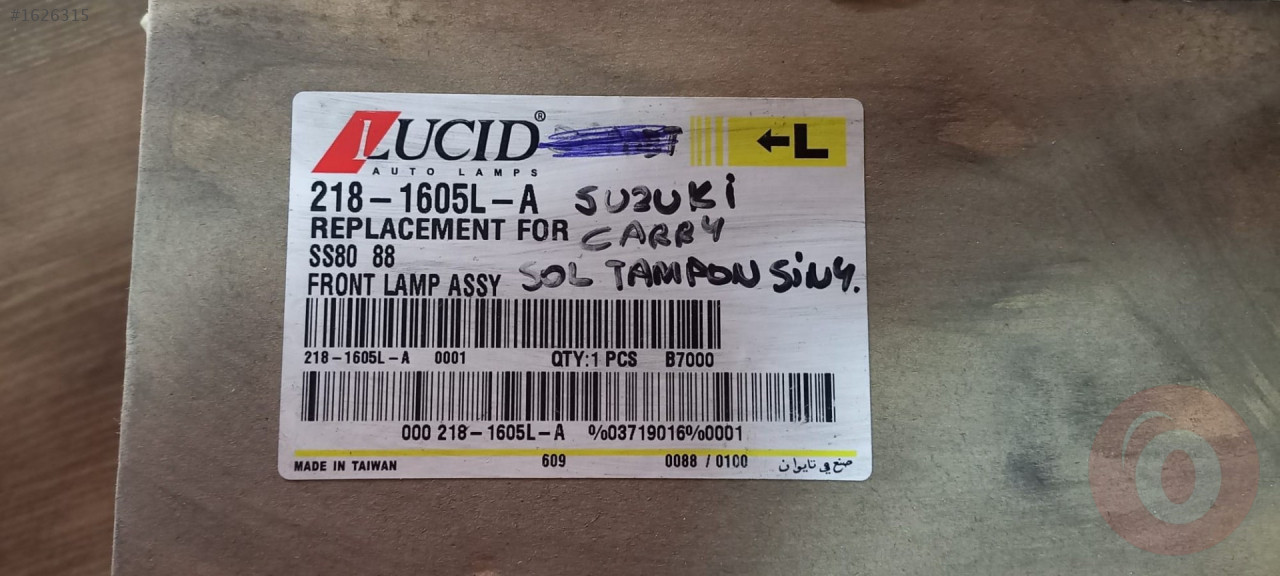 #1626315
LUCID®
AUTO LAMPS
←L
218-1605L-A SUZUKi
REPLACEMENT FOR CARRY
SS80 88
FRONT LAMP ASSY SOL TAMPON SiNY.
218-1605L-A 0001 QTY:1 PCS B7000
000 218-1605L-A %03719016%0001
MADE IN TAIWAN 609 0088 / 0100 صنع في تايوان